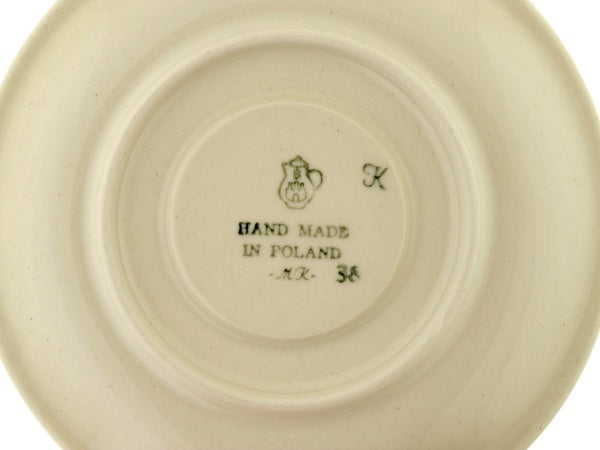 K
HAND MADE
IN POLAND
-MK- 38